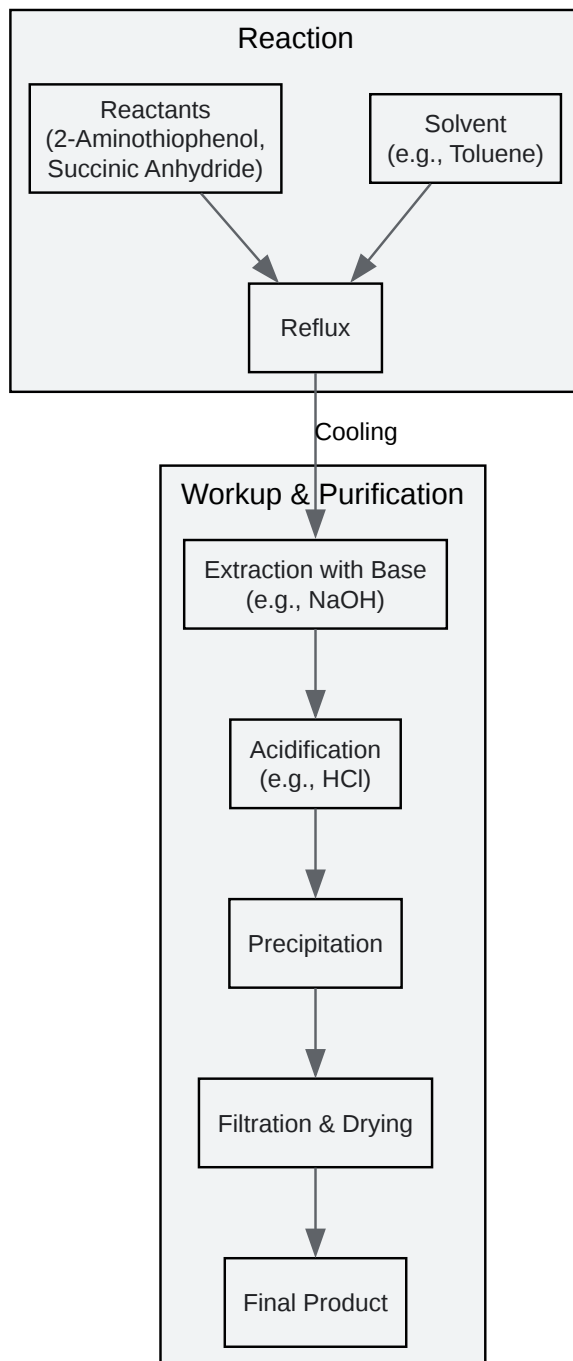 Reaction
Reactants
(2-Aminothiophenol,
Succinic Anhydride)
Solvent
(e.g., Toluene)
Reflux
Cooling
Workup & Purification
Extraction with Base
(e.g., NaOH)
Acidification
(e.g., HCl)
Precipitation
Filtration & Drying
Final Product